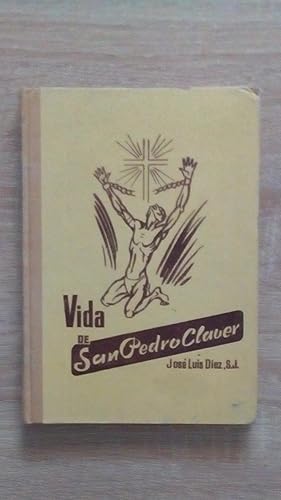 Vida
DE
San Pedro Claver
José Luis Díez, S.J.